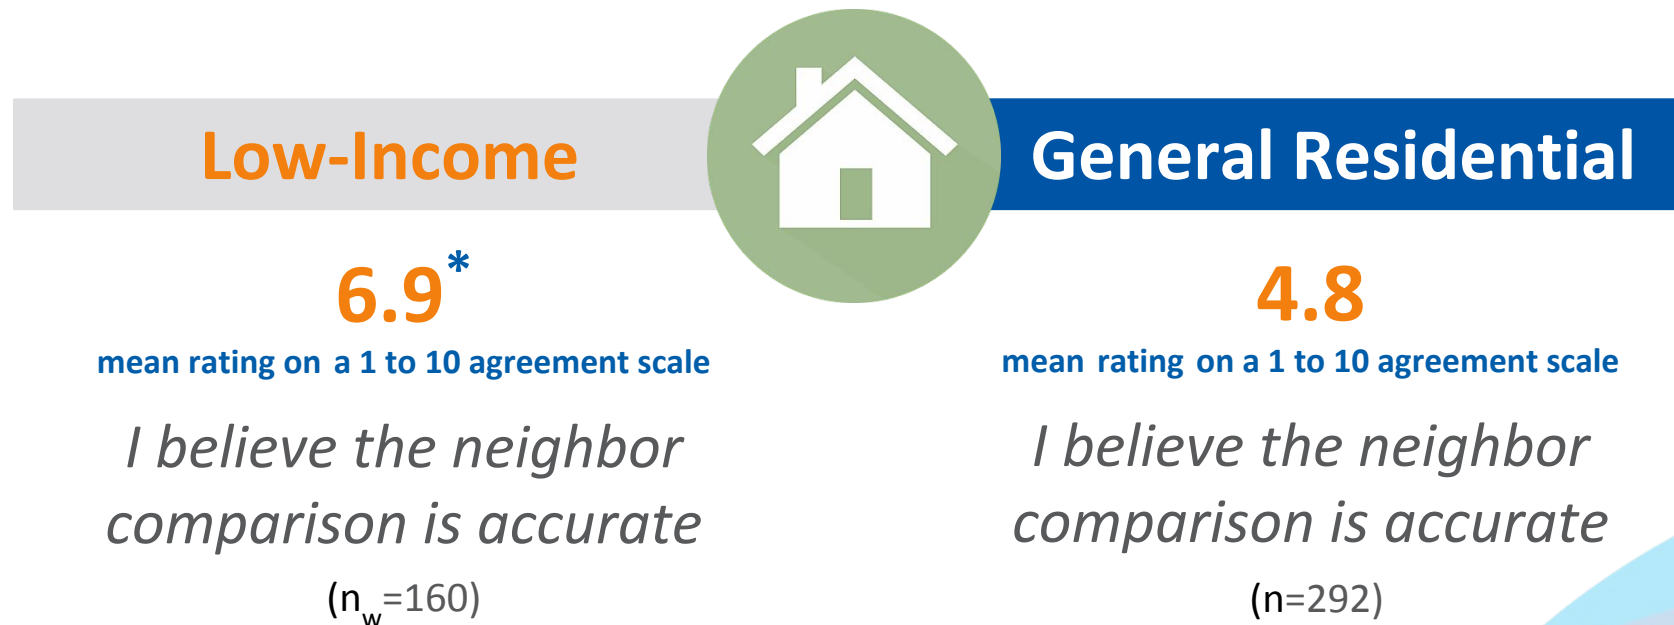 Low-Income
General Residential
6.9*
mean rating on a 1 to 10 agreement scale
I believe the neighbor
comparison is accurate
(nw=160)
4.8
mean rating on a 1 to 10 agreement scale
I believe the neighbor
comparison is accurate
(n=292)